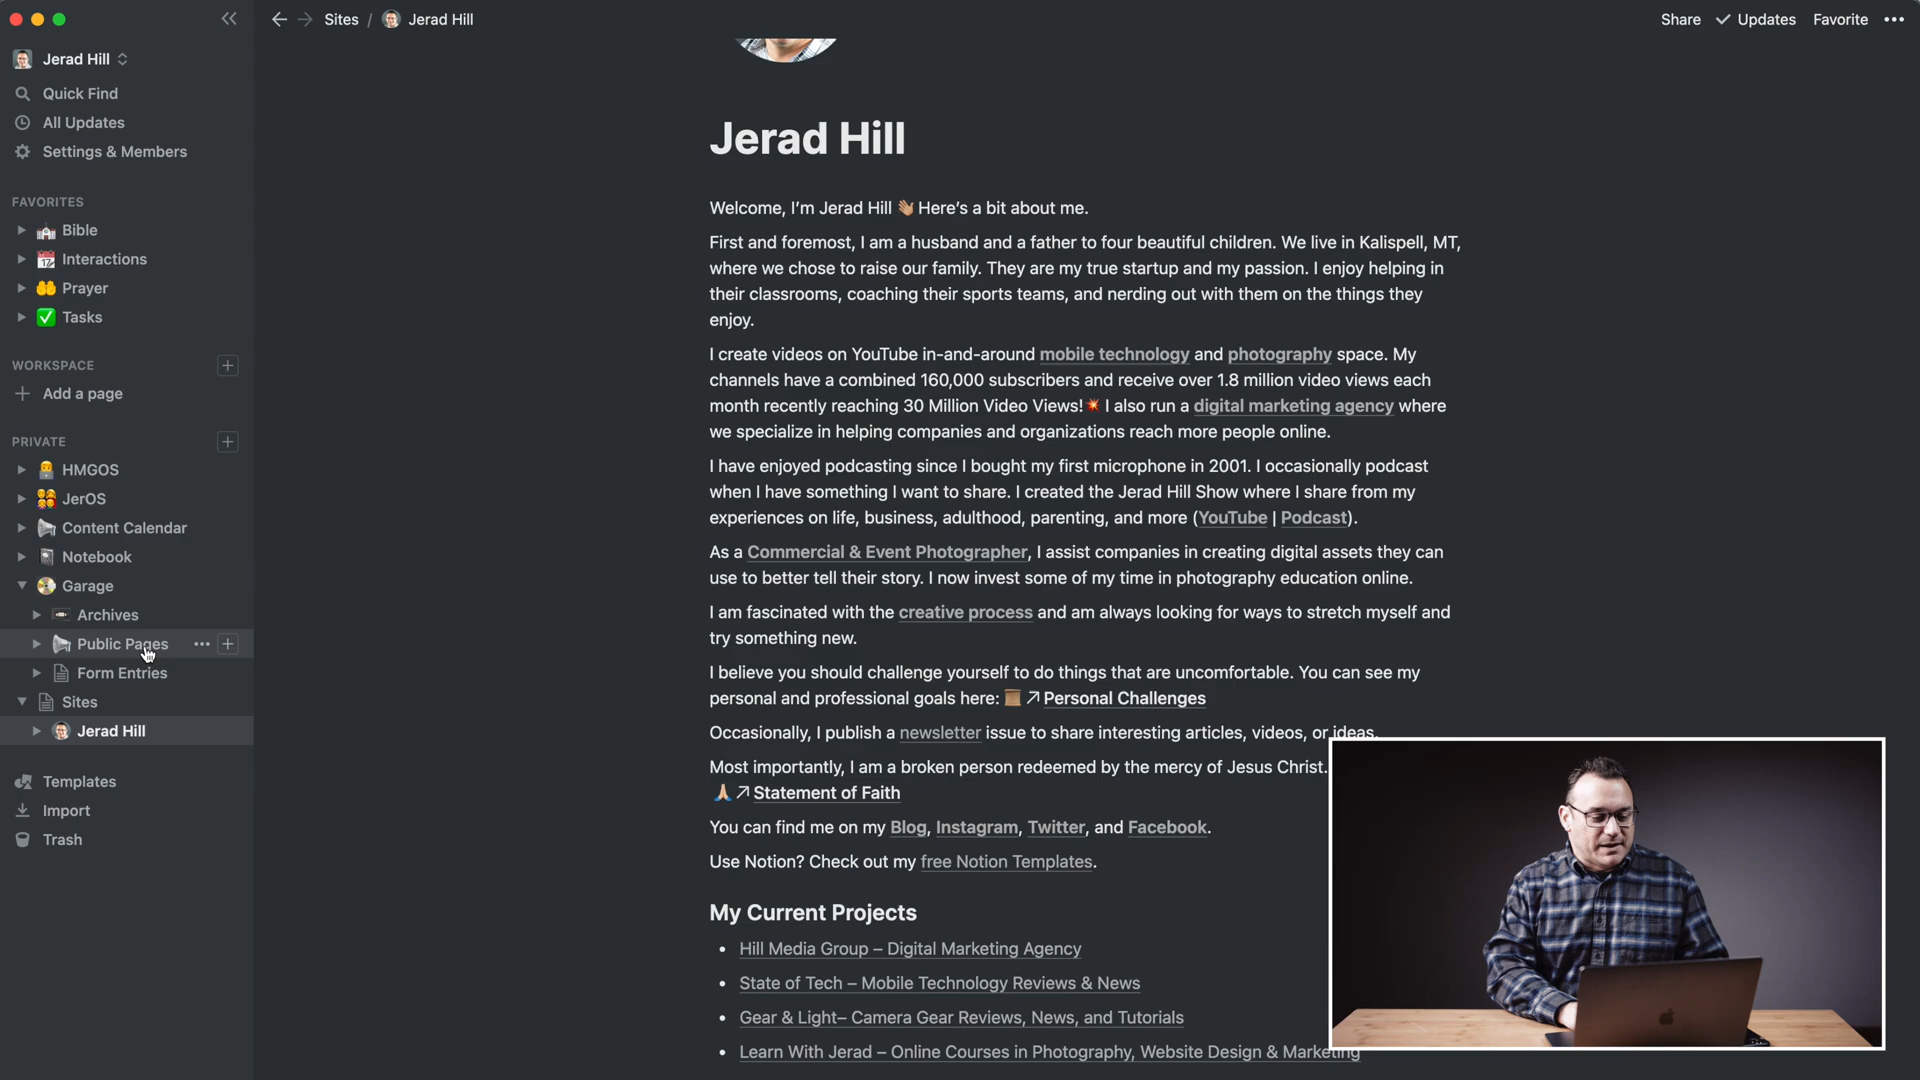 Sites / Jerad Hill
Share ✓ Updates Favorite •••
Jerad Hill
Quick Find
All Updates
Settings & Members
FAVORITES
Bible
Interactions
Prayer
Tasks
WORKSPACE
Add a page
PRIVATE
HMGOS
JerOS
Content Calendar
Notebook
Garage
Archives
Public Pages
Form Entries
Sites
Jerad Hill
Templates
Import
Trash
Jerad Hill
Welcome, I’m Jerad Hill 👋🏽 Here’s a bit about me.
First and foremost, I am a husband and a father to four beautiful children. We live in Kalispell, MT,
where we chose to raise our family. They are my true startup and my passion. I enjoy helping in
their classrooms, coaching their sports teams, and nerding out with them on the things they
enjoy.
I create videos on YouTube in-and-around mobile technology and photography space. My
channels have a combined 160,000 subscribers and receive over 1.8 million video views each
month recently reaching 30 Million Video Views!💥 I also run a digital marketing agency where
we specialize in helping companies and organizations reach more people online.
I have enjoyed podcasting since I bought my first microphone in 2001. I occasionally podcast
when I have something I want to share. I created the Jerad Hill Show where I share from my
experiences on life, business, adulthood, parenting, and more (YouTube | Podcast).
As a Commercial & Event Photographer, I assist companies in creating digital assets they can
use to better tell their story. I now invest some of my time in photography education online.
I am fascinated with the creative process and am always looking for ways to stretch myself and
try something new.
I believe you should challenge yourself to do things that are uncomfortable. You can see my
personal and professional goals here: 📜 ↗ Personal Challenges
Occasionally, I publish a newsletter issue to share interesting articles, videos, or ideas.
Most importantly, I am a broken person redeemed by the mercy of Jesus Christ.
🙏🏼 ↗ Statement of Faith
You can find me on my Blog, Instagram, Twitter, and Facebook.
Use Notion? Check out my free Notion Templates.
My Current Projects
• Hill Media Group – Digital Marketing Agency
• State of Tech – Mobile Technology Reviews & News
• Gear & Light– Camera Gear Reviews, News, and Tutorials
• Learn With Jerad – Online Courses in Photography, Website Design & Marketing